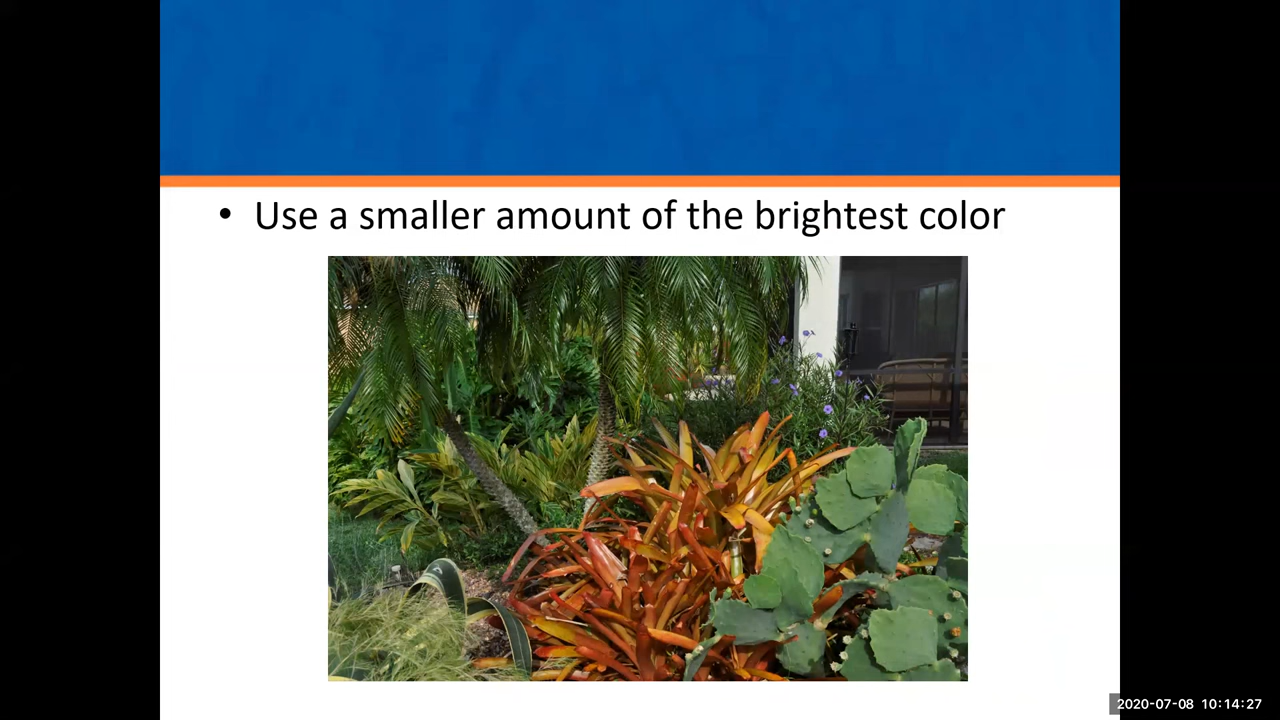 • Use a smaller amount of the brightest color
2020-07-08 10:14:27